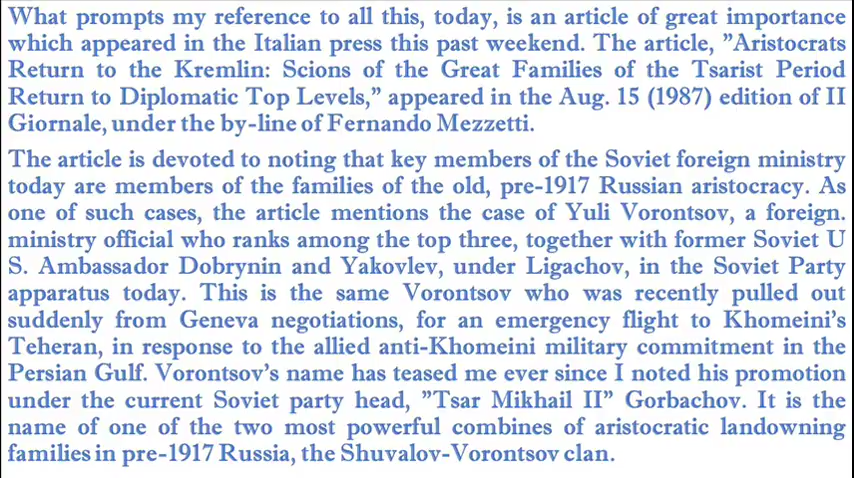 What prompts my reference to all this, today, is an article of great importance
which appeared in the Italian press this past weekend. The article, ”Aristocrats
Return to the Kremlin: Scions of the Great Families of the Tsarist Period
Return to Diplomatic Top Levels,” appeared in the Aug. 15 (1987) edition of II
Giornale, under the by-line of Fernando Mezzetti.
The article is devoted to noting that key members of the Soviet foreign ministry
today are members of the families of the old, pre-1917 Russian aristocracy. As
one of such cases, the article mentions the case of Yuli Vorontsov, a foreign.
ministry official who ranks among the top three, together with former Soviet U
S. Ambassador Dobrynin and Yakovlev, under Ligachov, in the Soviet Party
apparatus today. This is the same Vorontsov who was recently pulled out
suddenly from Geneva negotiations, for an emergency flight to Khomeini’s
Teheran, in response to the allied anti-Khomeini military commitment in the
Persian Gulf. Vorontsov’s name has teased me ever since I noted his promotion
under the current Soviet party head, ”Tsar Mikhail II” Gorbachov. It is the
name of one of the two most powerful combines of aristocratic landowning
families in pre-1917 Russia, the Shuvalov-Vorontsov clan.